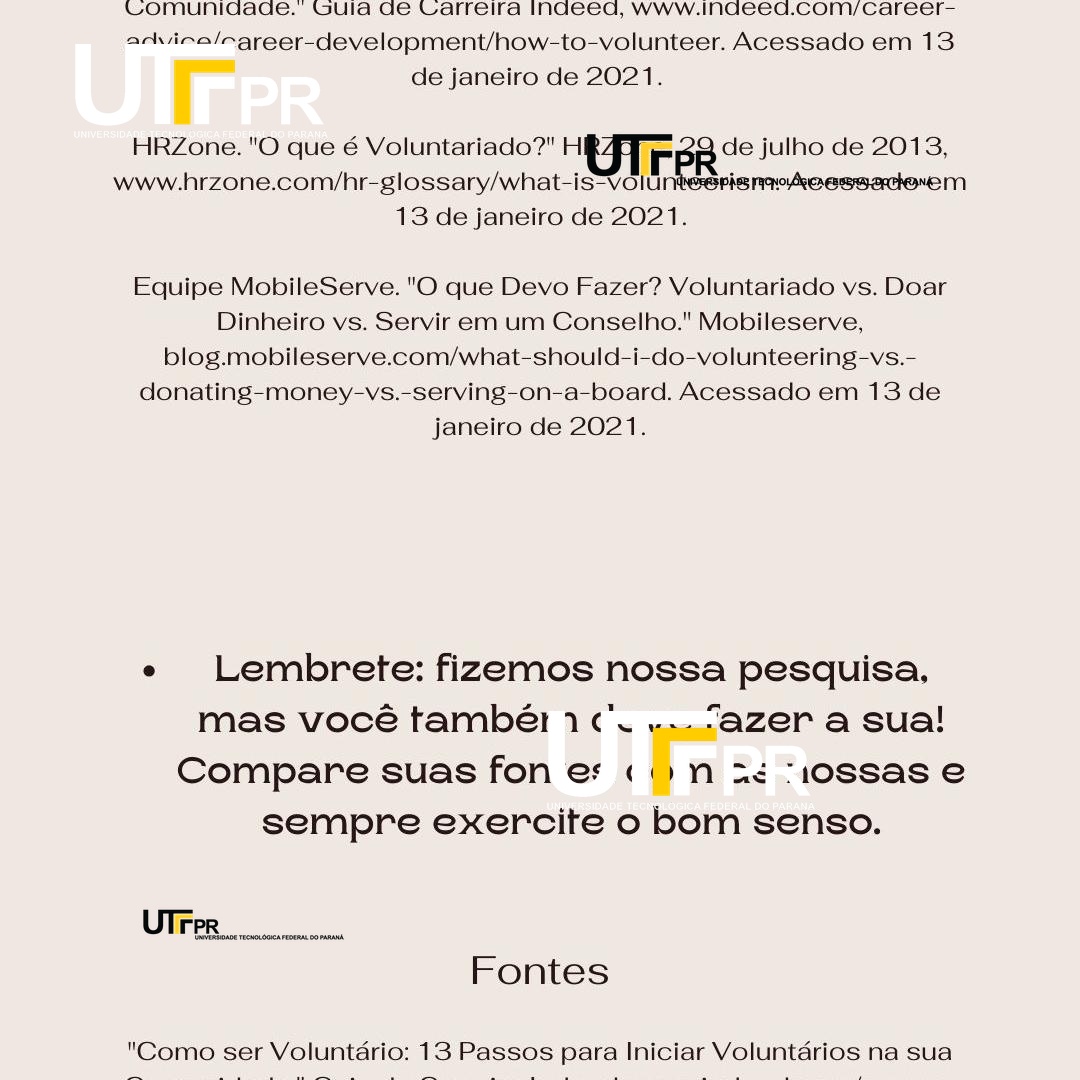 Comunidade." Guia de Carreira Indeed, www.indeed.com/career-
advice/career-development/how-to-volunteer. Acessado em 13
de janeiro de 2021.
UTFPR
UNIVERSIDADE TECNOLÓGICA FEDERAL DO PARANÁ
HRZone. "O que é Voluntariado?" HRZone, 29 de julho de 2013,
www.hrzone.com/hr-glossary/what-is-volunteerism. Acessado em
13 de janeiro de 2021.
UTFPR
UNIVERSIDADE TECNOLÓGICA FEDERAL DO PARANÁ
Equipe MobileServe. "O que Devo Fazer? Voluntariado vs. Doar
Dinheiro vs. Servir em um Conselho." Mobileserve,
blog.mobileserve.com/what-should-i-do-volunteering-vs.-
donating-money-vs.-serving-on-a-board. Acessado em 13 de
janeiro de 2021.
• Lembrete: fizemos nossa pesquisa,
mas você também deve fazer a sua!
Compare suas fontes com as nossas e
sempre exercite o bom senso.
UTFPR
UNIVERSIDADE TECNOLÓGICA FEDERAL DO PARANÁ
UTFPR
UNIVERSIDADE TECNOLÓGICA FEDERAL DO PARANÁ
Fontes
"Como ser Voluntário: 13 Passos para Iniciar Voluntários na sua